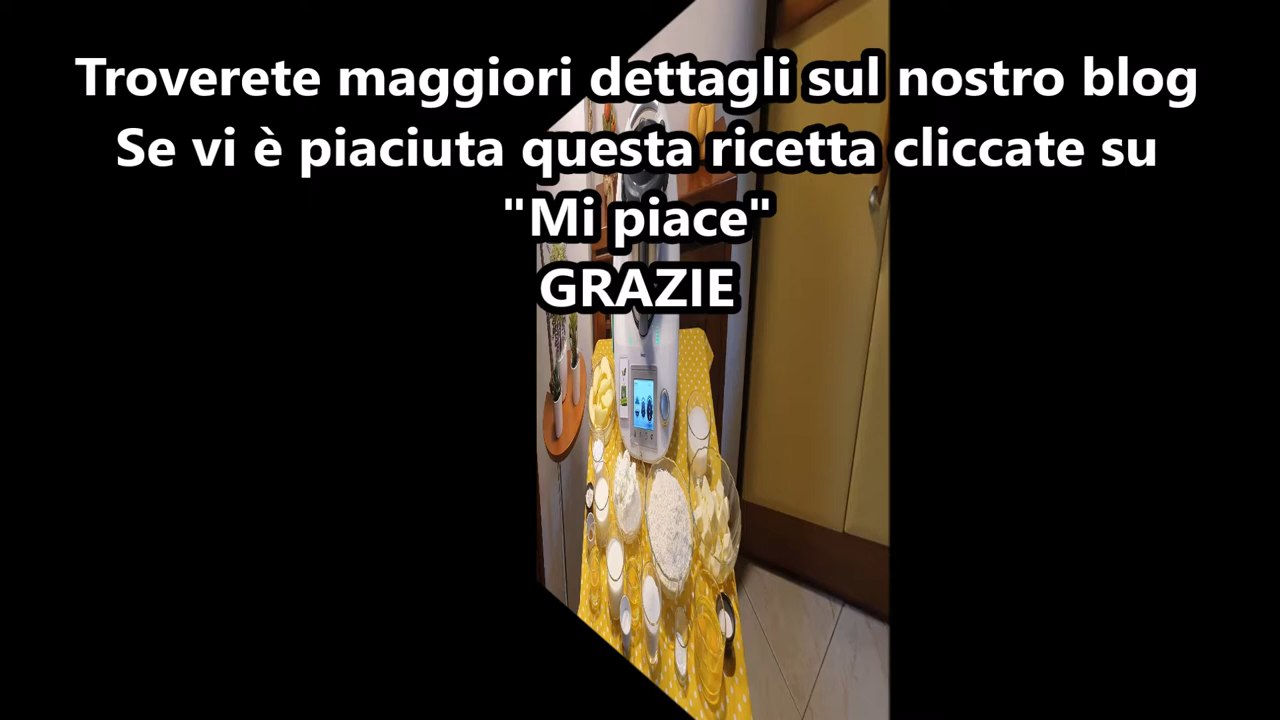 Troverete maggiori dettagli sul nostro blog
Se vi è piaciuta questa ricetta cliccate su
"Mi piace"
GRAZIE